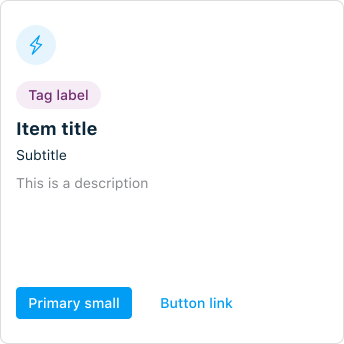 Tag label
Item title
Subtitle
This is a description
Primary small
Button link